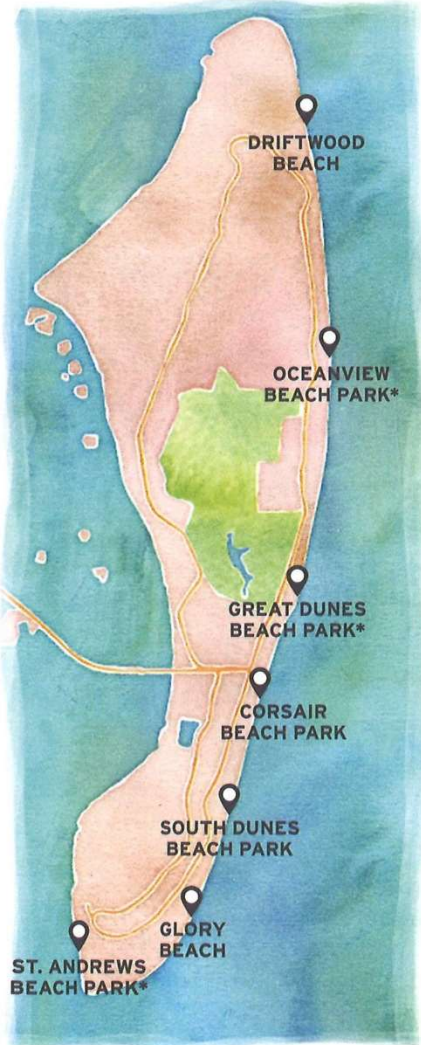 DRIFTWOOD
BEACH
OCEANVIEW
BEACH PARK*
GREAT DUNES
BEACH PARK*
CORSAIR
BEACH PARK
SOUTH DUNES
BEACH PARK
GLORY
BEACH
ST. ANDREWS
BEACH PARK*